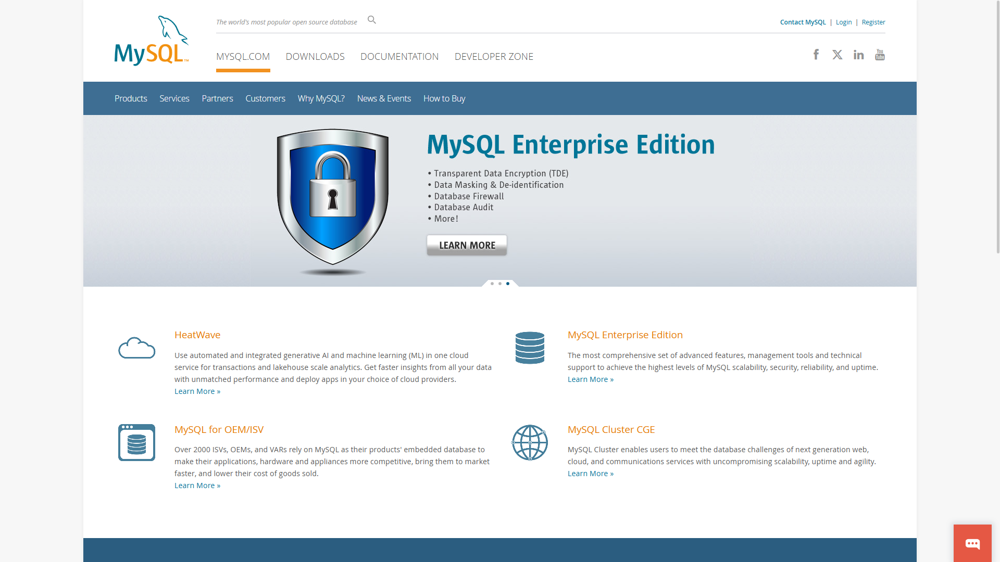 The world's most popular open source database
Contact MySQL | Login | Register
MySQL™
MYSQL.COM DOWNLOADS DOCUMENTATION DEVELOPER ZONE
You Tube
Products Services Partners Customers Why MySQL? News & Events How to Buy
MySQL Enterprise Edition
• Transparent Data Encryption (TDE)
• Data Masking & De-identification
• Database Firewall
• Database Audit
• More!
LEARN MORE
HeatWave
Use automated and integrated generative AI and machine learning (ML) in one cloud
service for transactions and lakehouse scale analytics. Get faster insights from all your data
with unmatched performance and deploy apps in your choice of cloud providers.
Learn More »
MySQL Enterprise Edition
The most comprehensive set of advanced features, management tools and technical
support to achieve the highest levels of MySQL scalability, security, reliability, and uptime.
Learn More »
MySQL for OEM/ISV
Over 2000 ISVs, OEMs, and VARs rely on MySQL as their products' embedded database to
make their applications, hardware and appliances more competitive, bring them to market
faster, and lower their cost of goods sold.
Learn More »
MySQL Cluster CGE
MySQL Cluster enables users to meet the database challenges of next generation web,
cloud, and communications services with uncompromising scalability, uptime and agility.
Learn More »